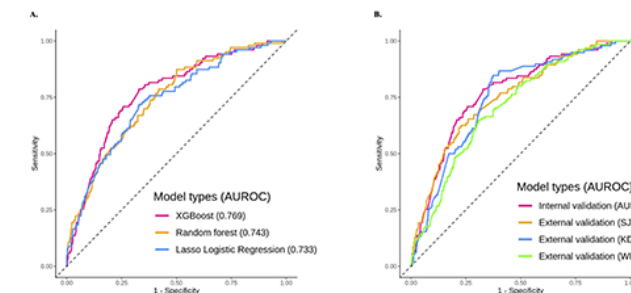 A.
1.00
0.75
0.50
0.25
0.00
Sensitivity
Model types (AUROC)
XGBoost (0.769)
Random forest (0.743)
Lasso Logistic Regression (0.733)
0.00 0.25 0.50 0.75 1.00
1 - Specificity
B.
1.00
0.75
0.50
0.25
0.00
Sensitivity
Model types (AUROC)
Internal validation (AU
External validation (SJ
External validation (KD
External validation (W
0.00 0.25 0.50 0.75 1.00
1 - Specificity